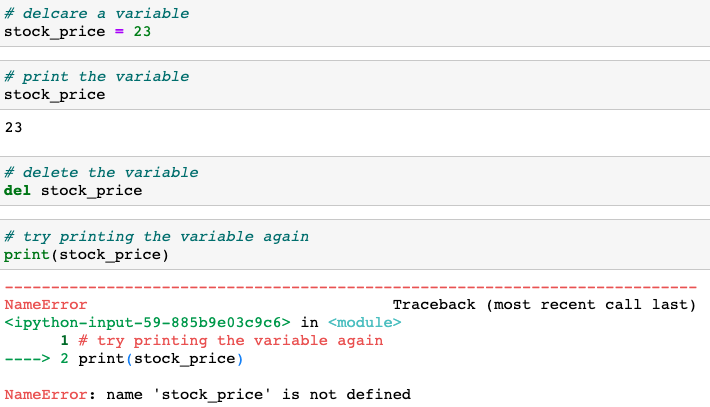 # delcare a variable
stock_price = 23
# print the variable
stock_price
23
# delete the variable
del stock_price
# try printing the variable again
print(stock_price)
---------------------------------------------------------------------------
NameError Traceback (most recent call last)
<ipython-input-59-885b9e03c9c6> in <module>
1 # try printing the variable again
----> 2 print(stock_price)
NameError: name 'stock_price' is not defined